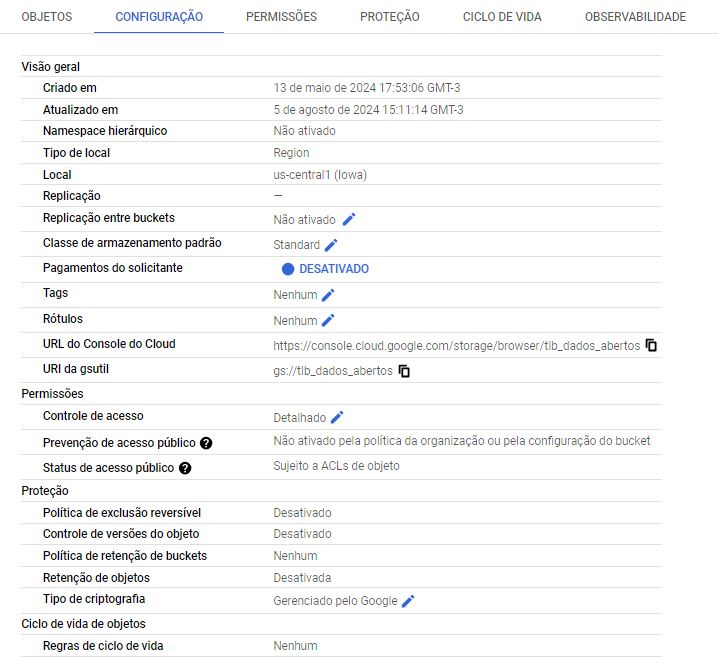 OBJETOS CONFIGURAÇÃO PERMISSÕES PROTEÇÃO CICLO DE VIDA OBSERVABILIDADE
Visão geral
Criado em 13 de maio de 2024 17:53:06 GMT-3
Atualizado em 5 de agosto de 2024 15:11:14 GMT-3
Namespace hierárquico Não ativado
Tipo de local Region
Local us-central1 (Iowa)
Replicação —
Replicação entre buckets Não ativado
Classe de armazenamento padrão Standard
Pagamentos do solicitante DESATIVADO
Tags Nenhum
Rótulos Nenhum
URL do Console do Cloud https://console.cloud.google.com/storage/browser/tlb_dados_abertos
URI da gsutil gs://tlb_dados_abertos
Permissões
Controle de acesso Detalhado
Prevenção de acesso público Não ativado pela política da organização ou pela configuração do bucket
Status de acesso público Sujeito a ACLs de objeto
Proteção
Política de exclusão reversível Desativado
Controle de versões do objeto Desativado
Política de retenção de buckets Nenhum
Retenção de objetos Desativada
Tipo de criptografia Gerenciado pelo Google
Ciclo de vida de objetos
Regras de ciclo de vida Nenhum